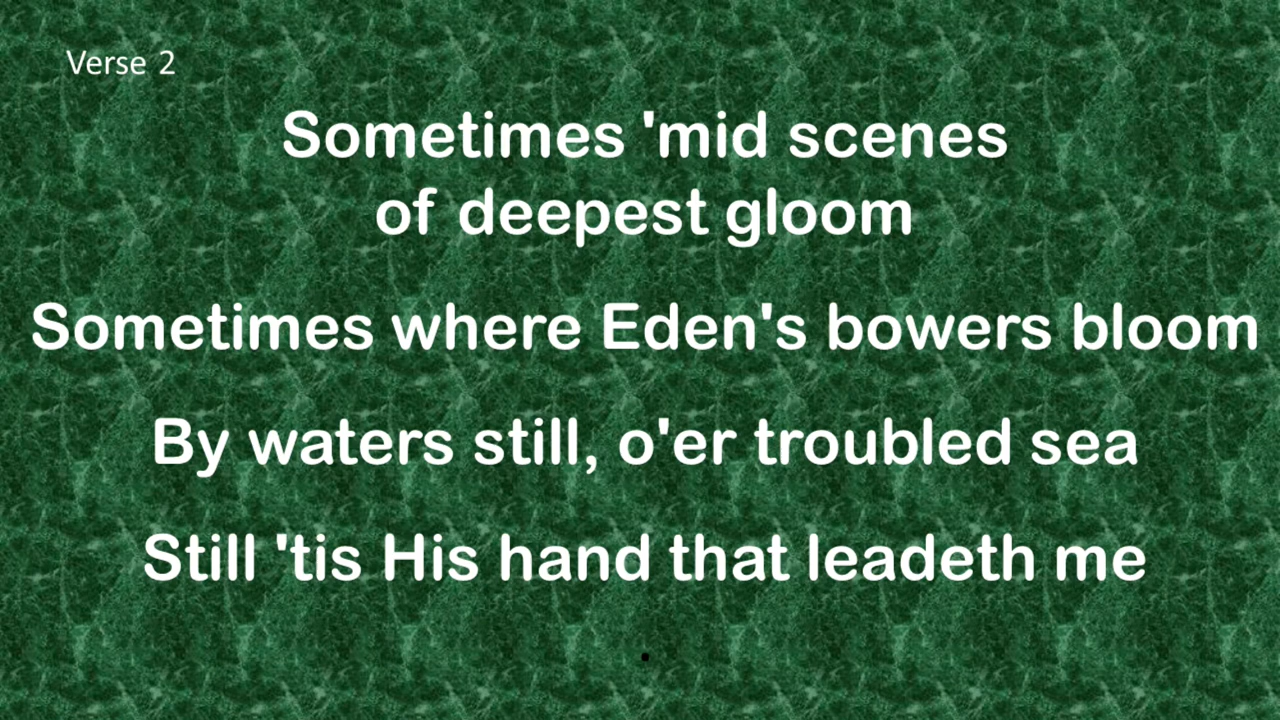 Verse 2
Sometimes 'mid scenes
of deepest gloom
Sometimes where Eden's bowers bloom
By waters still, o'er troubled sea
Still 'tis His hand that leadeth me